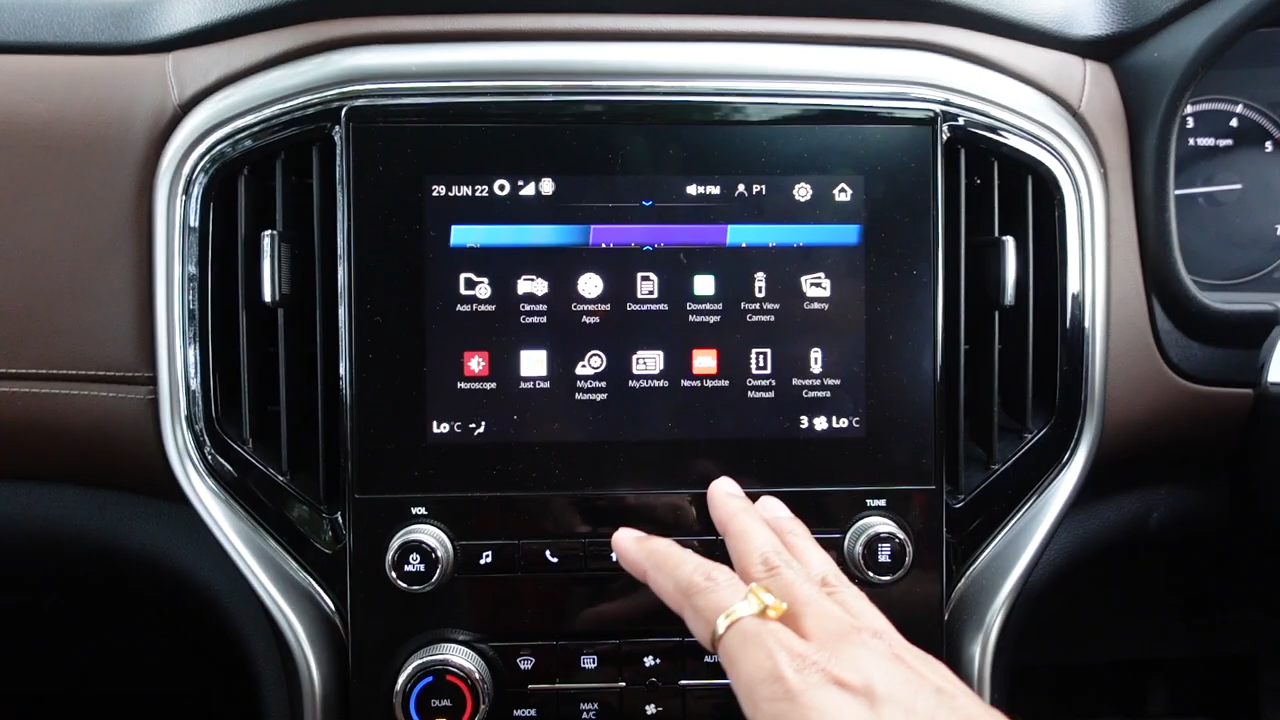 3
4
5
X 1000 rpm
29 JUN 22
FM
P1
Add Folder
Climate
Control
Connected
Apps
Documents
Download
Manager
Front View
Camera
Gallery
Horoscope
Just Dial
MyDrive
Manager
MySUVInfo
News Update
Owner's
Manual
Reverse View
Camera
Lo°C
3
Lo°C
VOL
TUNE
MUTE
SEL
DUAL
MODE
MAX
A/C